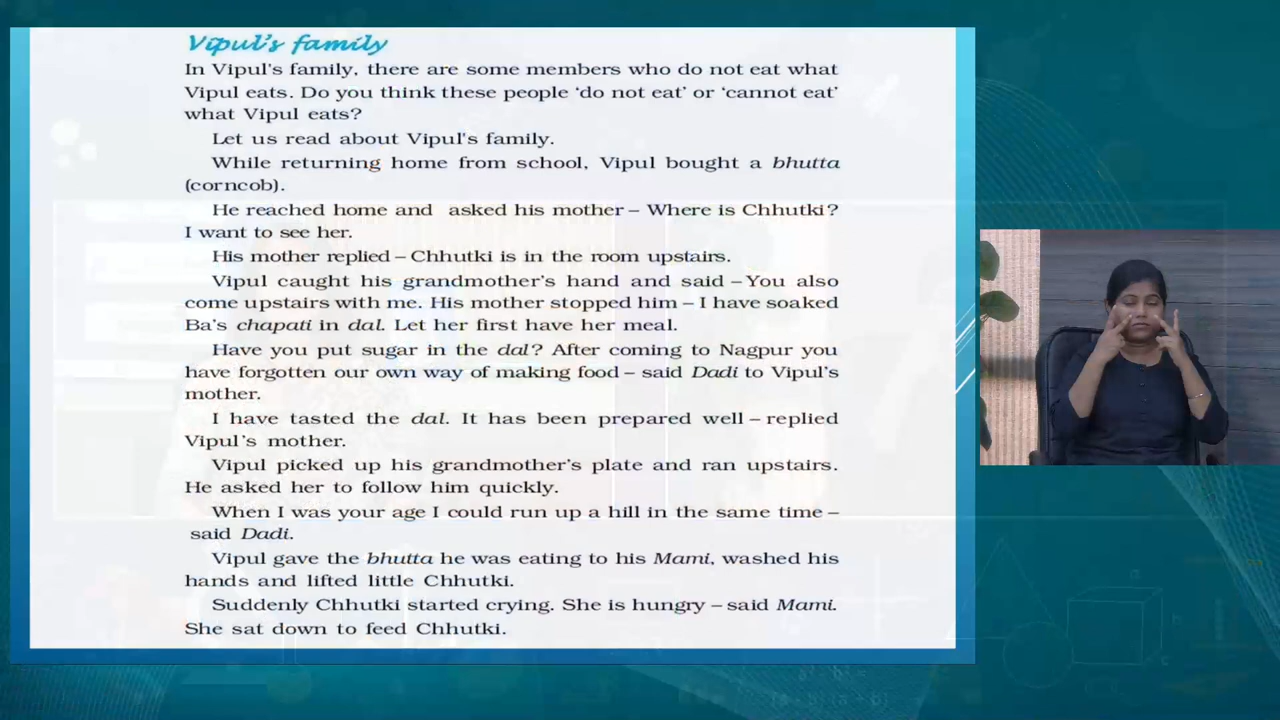 Vipul's family
In Vipul's family, there are some members who do not eat what
Vipul eats. Do you think these people 'do not eat' or 'cannot eat'
what Vipul eats?
Let us read about Vipul's family.
While returning home from school, Vipul bought a bhutta
(corncob).
He reached home and asked his mother – Where is Chhutki?
I want to see her.
His mother replied – Chhutki is in the room upstairs.
Vipul caught his grandmother's hand and said – You also
come upstairs with me. His mother stopped him – I have soaked
Ba's chapati in dal. Let her first have her meal.
Have you put sugar in the dal? After coming to Nagpur you
have forgotten our own way of making food – said Dadi to Vipul's
mother.
I have tasted the dal. It has been prepared well – replied
Vipul's mother.
Vipul picked up his grandmother's plate and ran upstairs.
He asked her to follow him quickly.
When I was your age I could run up a hill in the same time –
said Dadi.
Vipul gave the bhutta he was eating to his Mami, washed his
hands and lifted little Chhutki.
Suddenly Chhutki started crying. She is hungry – said Mami.
She sat down to feed Chhutki.